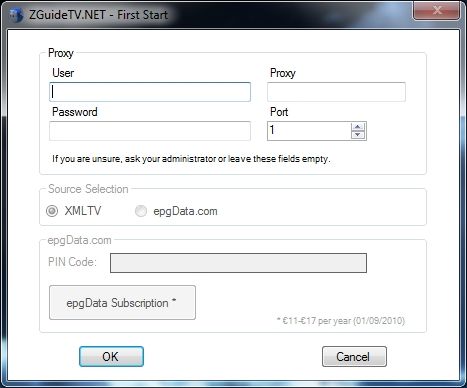 ZGuideTV.NET - First Start
Proxy
User Proxy
Password Port
1
If you are unsure, ask your administrator or leave these fields empty.
Source Selection
XMLTV epgData.com
epgData.com
PIN Code:
epgData Subscription *
* €11-€17 per year (01/09/2010)
OK Cancel